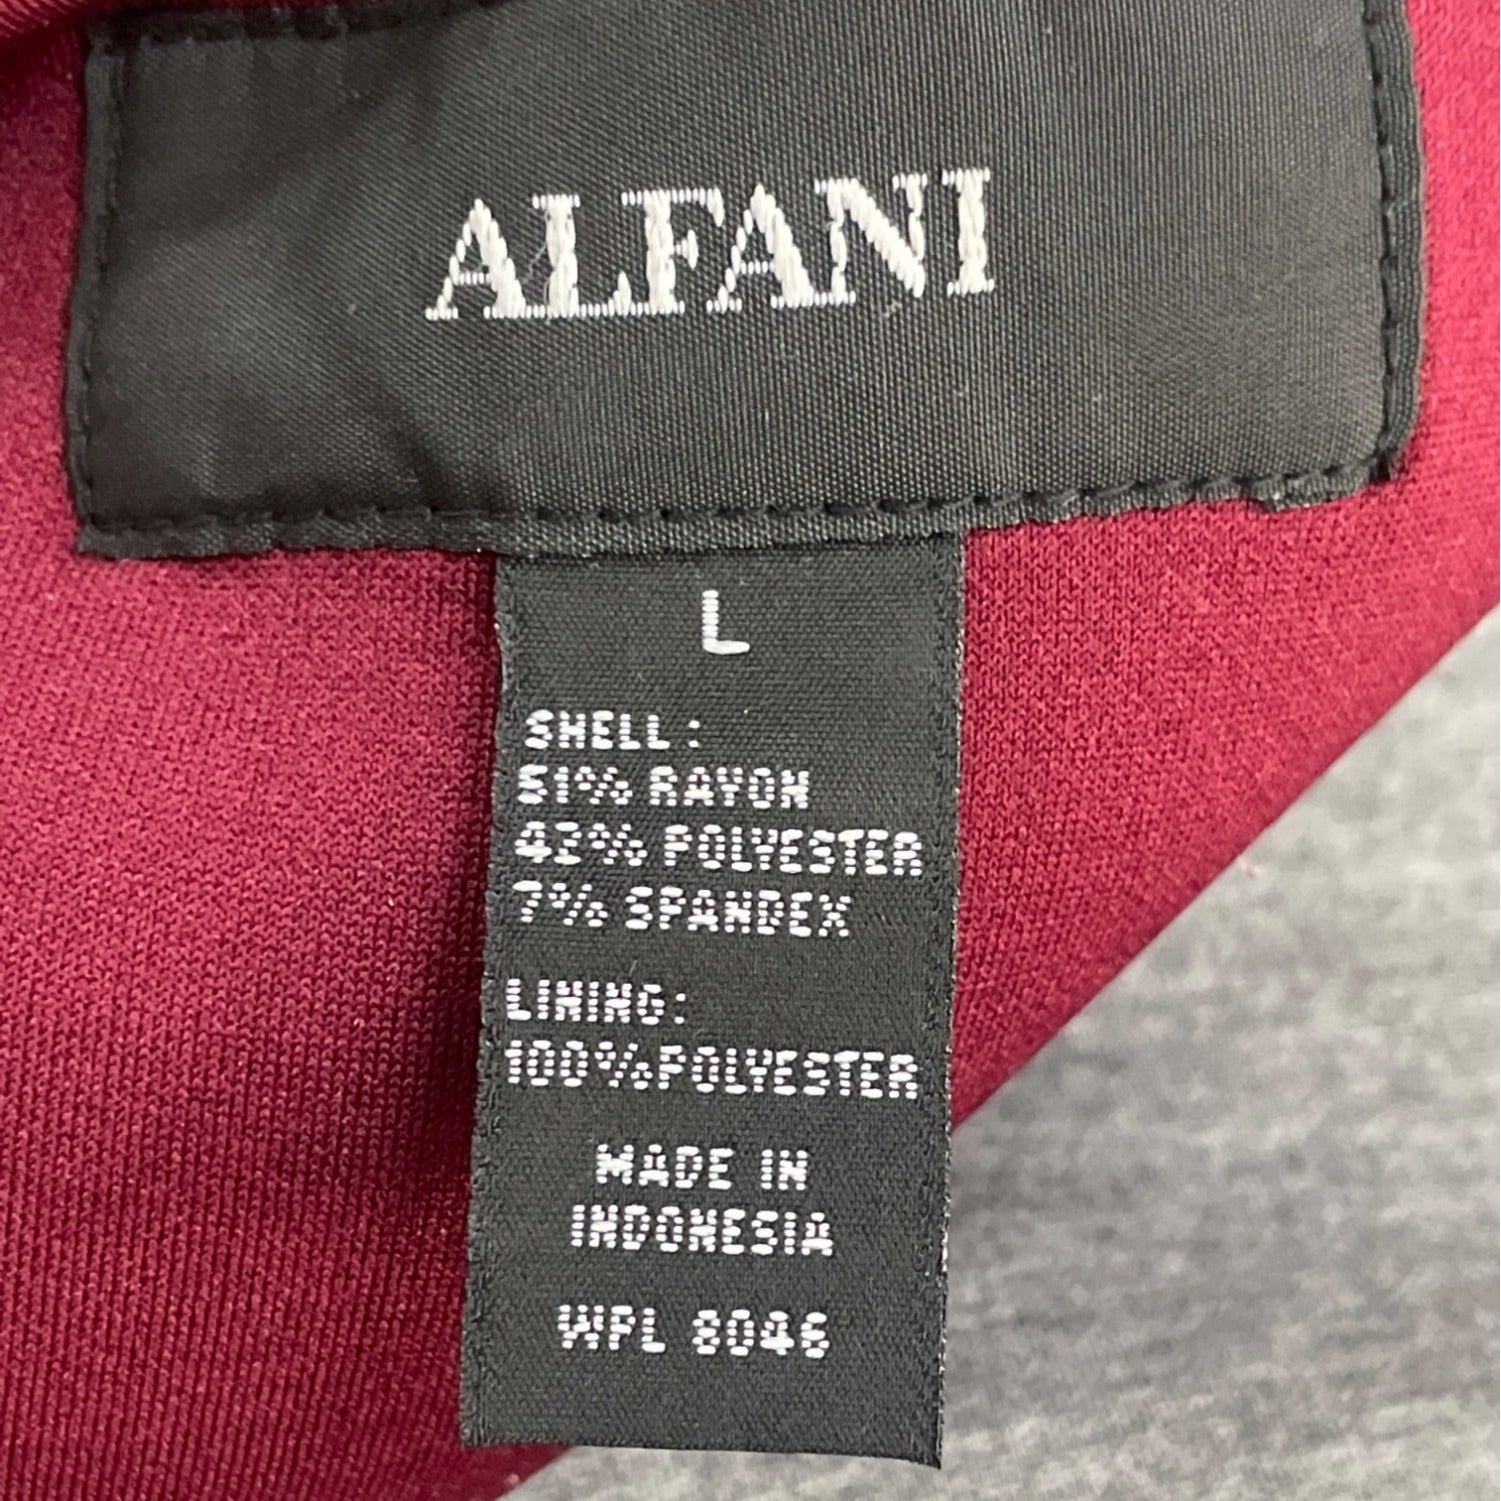 ALFANI
L
SHELL:
51% RAYON
42% POLYESTER
7% SPANDEX
LINING:
100% POLYESTER
MADE IN
INDONESIA
WPL 8046